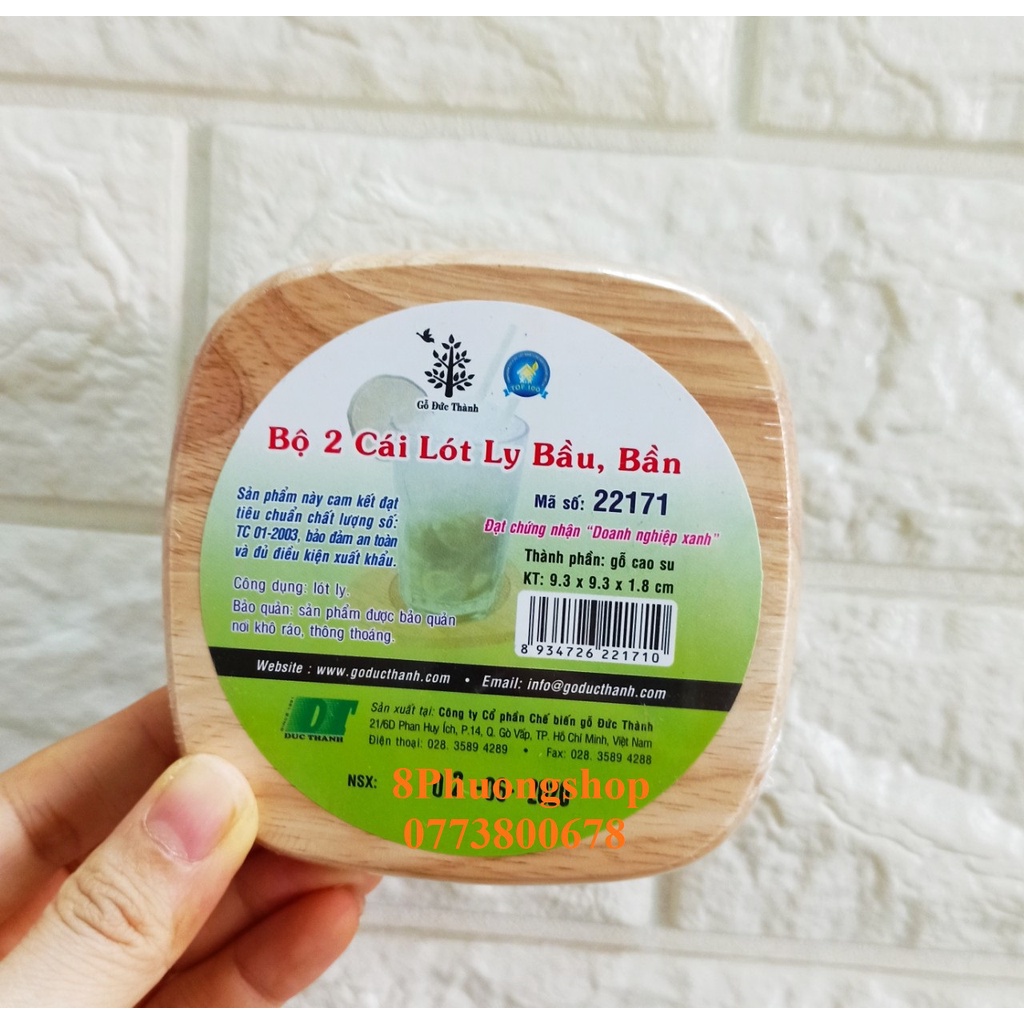 Gỗ Đức Thành
TOP 100
Bộ 2 Cái Lót Ly Bầu, Bần
Sản phẩm này cam kết đạt
tiêu chuẩn chất lượng số:
TC 01-2003, bảo đảm an toàn
và đủ điều kiện xuất khẩu.
Công dụng: lót ly.
Bảo quản: sản phẩm được bảo quản
nơi khô ráo, thông thoáng.
Mã số: 22171
Đạt chứng nhận "Doanh nghiệp xanh"
Thành phần: gỗ cao su
KT: 9.3 x 9.3 x 1.8 cm
8 934726 221710
Website : www.goducthanh.com • Email: info@goducthanh.com
DT
DUC THANH
Sản xuất tại: Công ty Cổ phần Chế biến gỗ Đức Thành
21/6D Phan Huy Ích, P.14, Q. Gò Vấp, TP. Hồ Chí Minh, Việt Nam
Điện thoại: 028. 3589 4289 • Fax: 028. 3589 4288
NSX:
8Phuongshop
0773800678